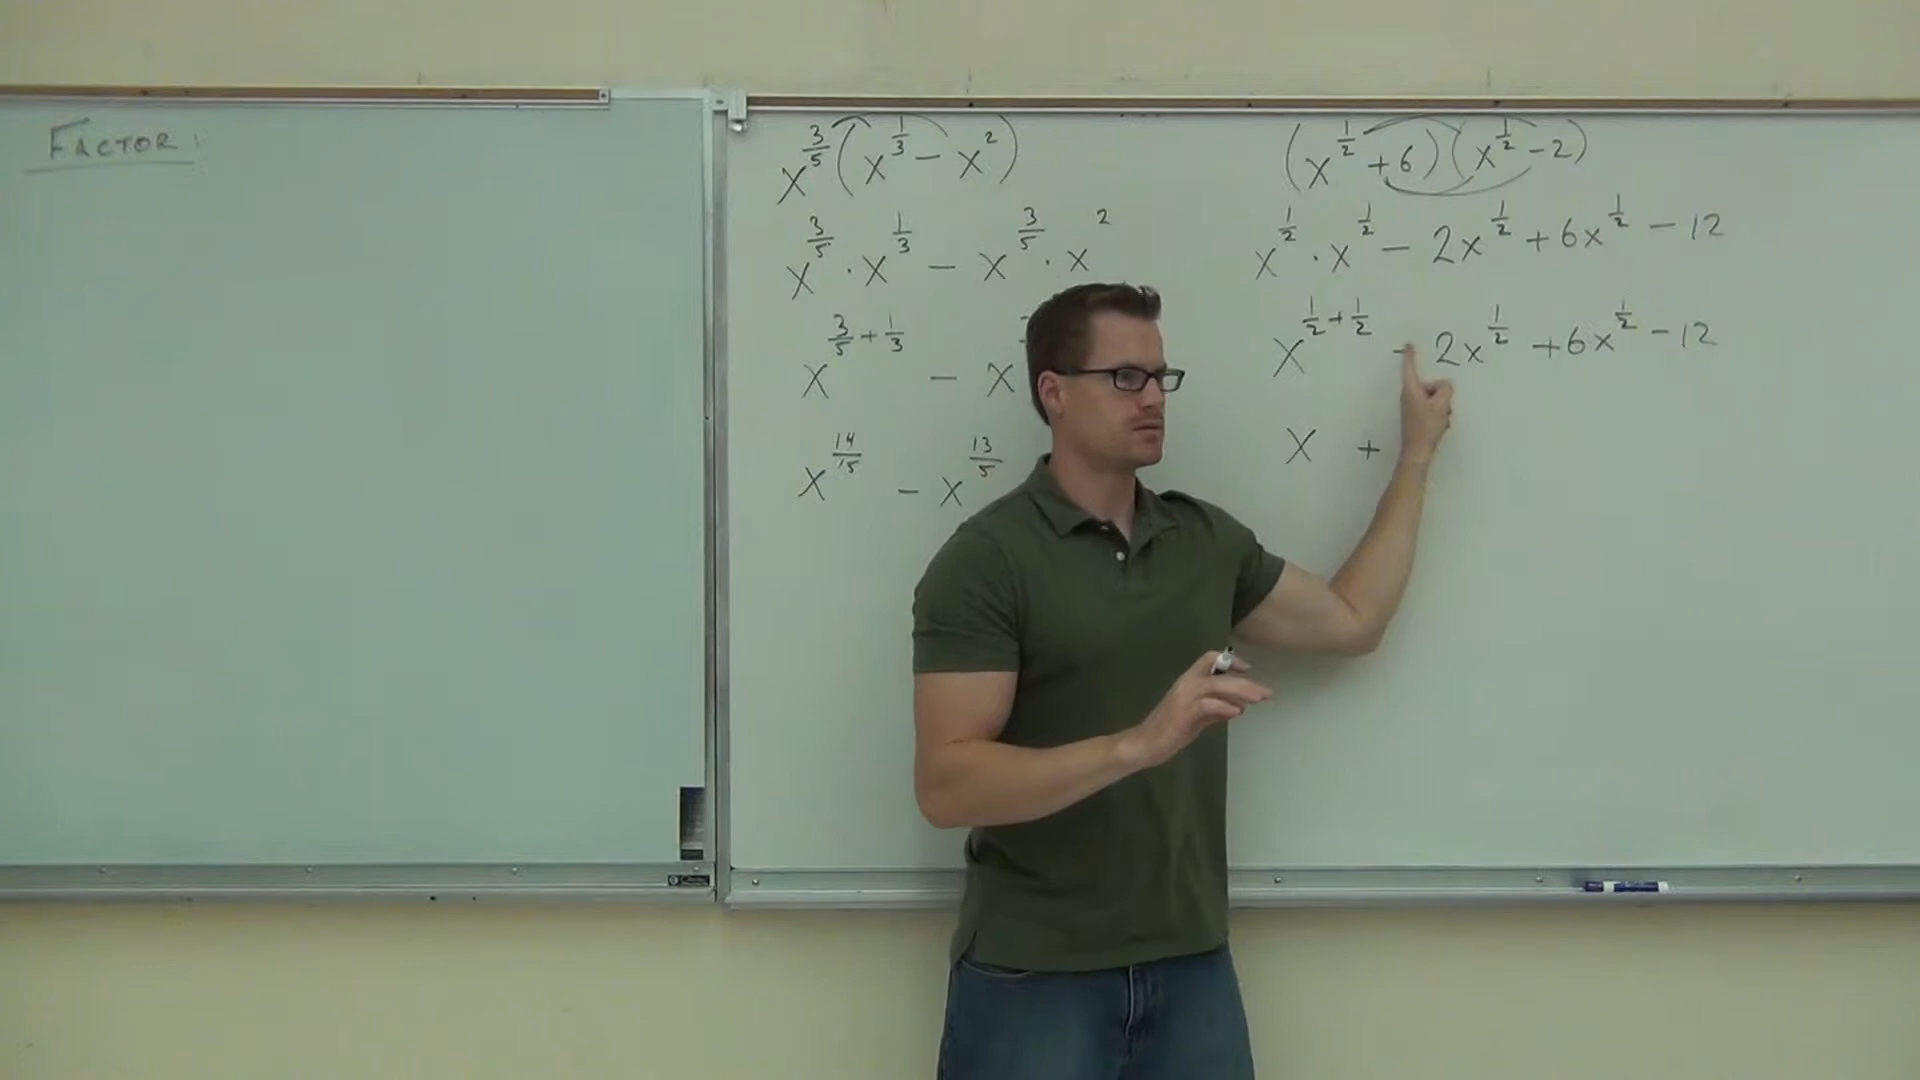 FACTOR:
x^{3/5}(x^{1/3} - x^2)
x^{3/5} · x^{1/3} - x^{3/5} · x^2
x^{3/5 + 1/3} - x
x^{14/15} - x^{13/5}
(x^{1/2} + 6)(x^{1/2} - 2)
x^{1/2} · x^{1/2} - 2x^{1/2} + 6x^{1/2} - 12
x^{1/2 + 1/2} - 2x^{1/2} + 6x^{1/2} - 12
x +